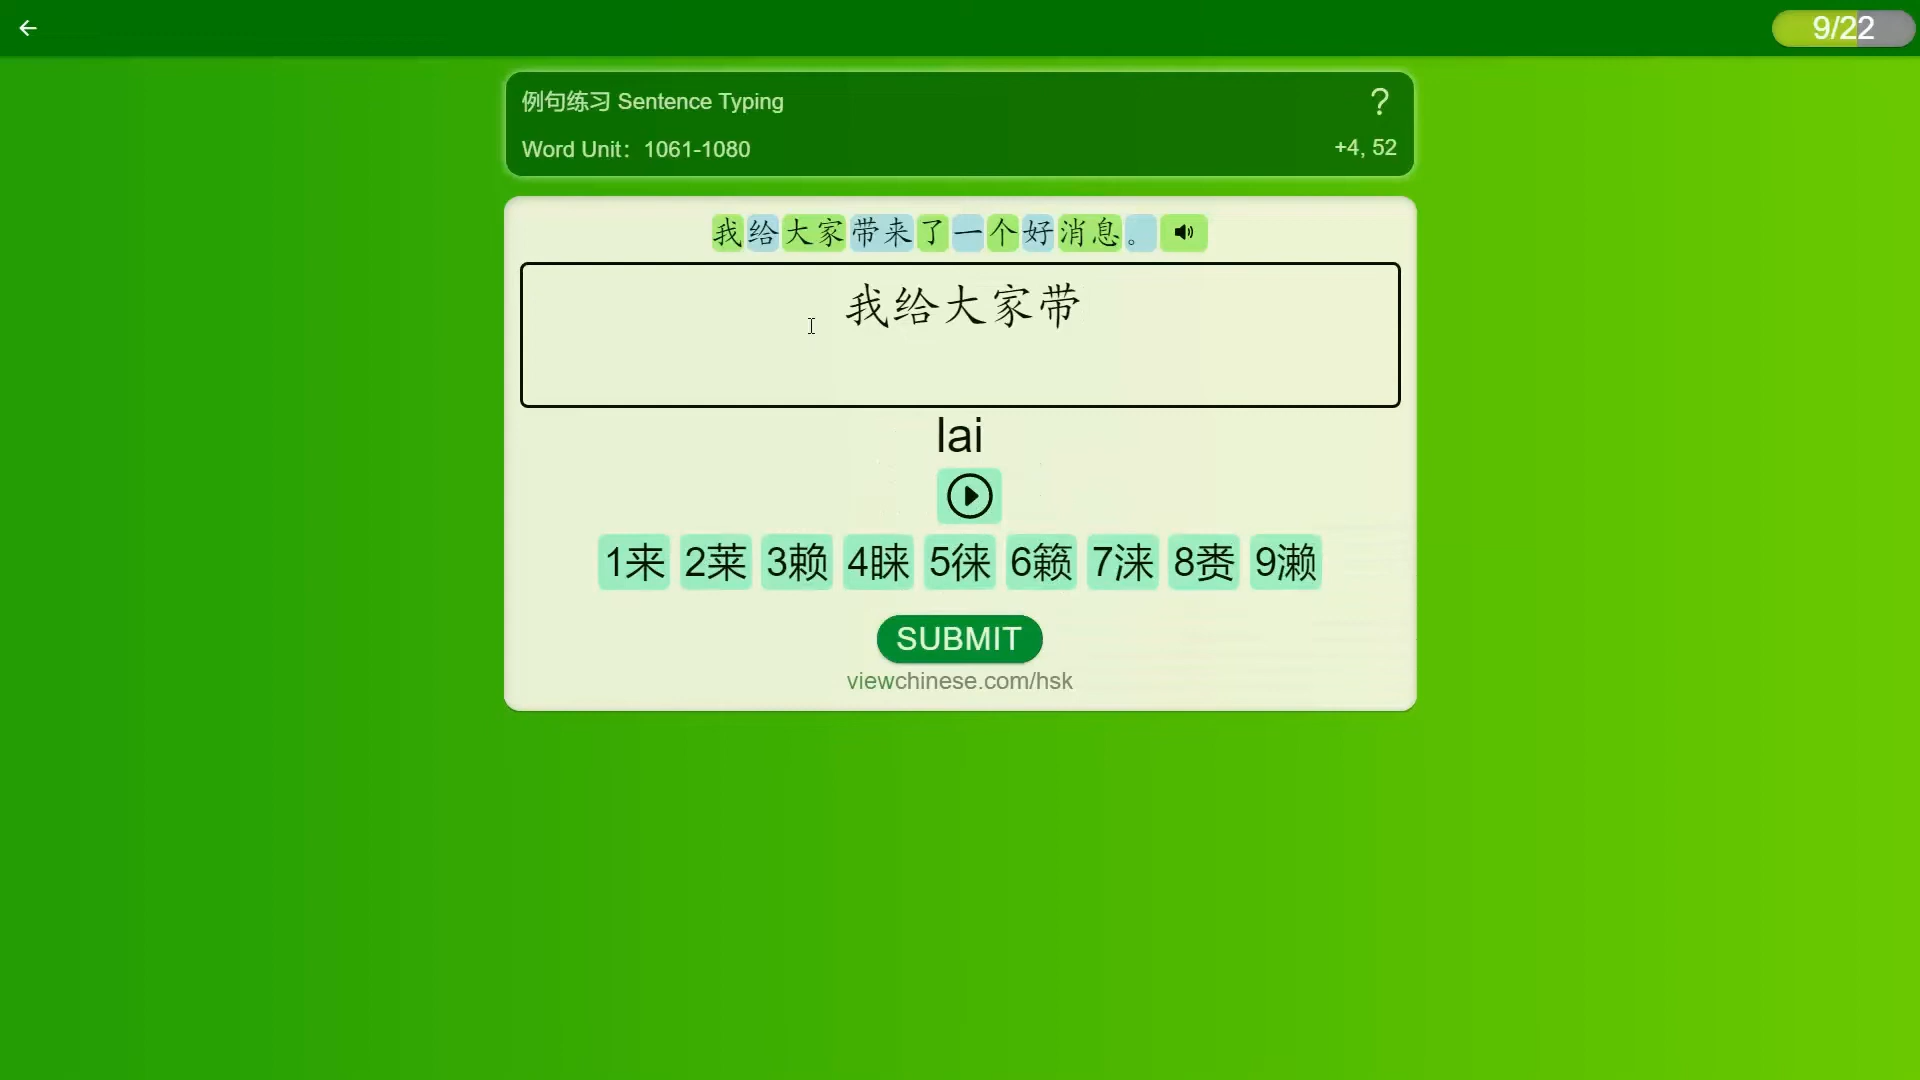 9/22
例句练习 Sentence Typing
?
Word Unit：1061-1080
+4, 52
我给大家带来了一个好消息。
我给大家带
lai
1来 2莱 3赖 4睐 5徕 6籁 7涞 8赉 9濑
SUBMIT
viewchinese.com/hsk